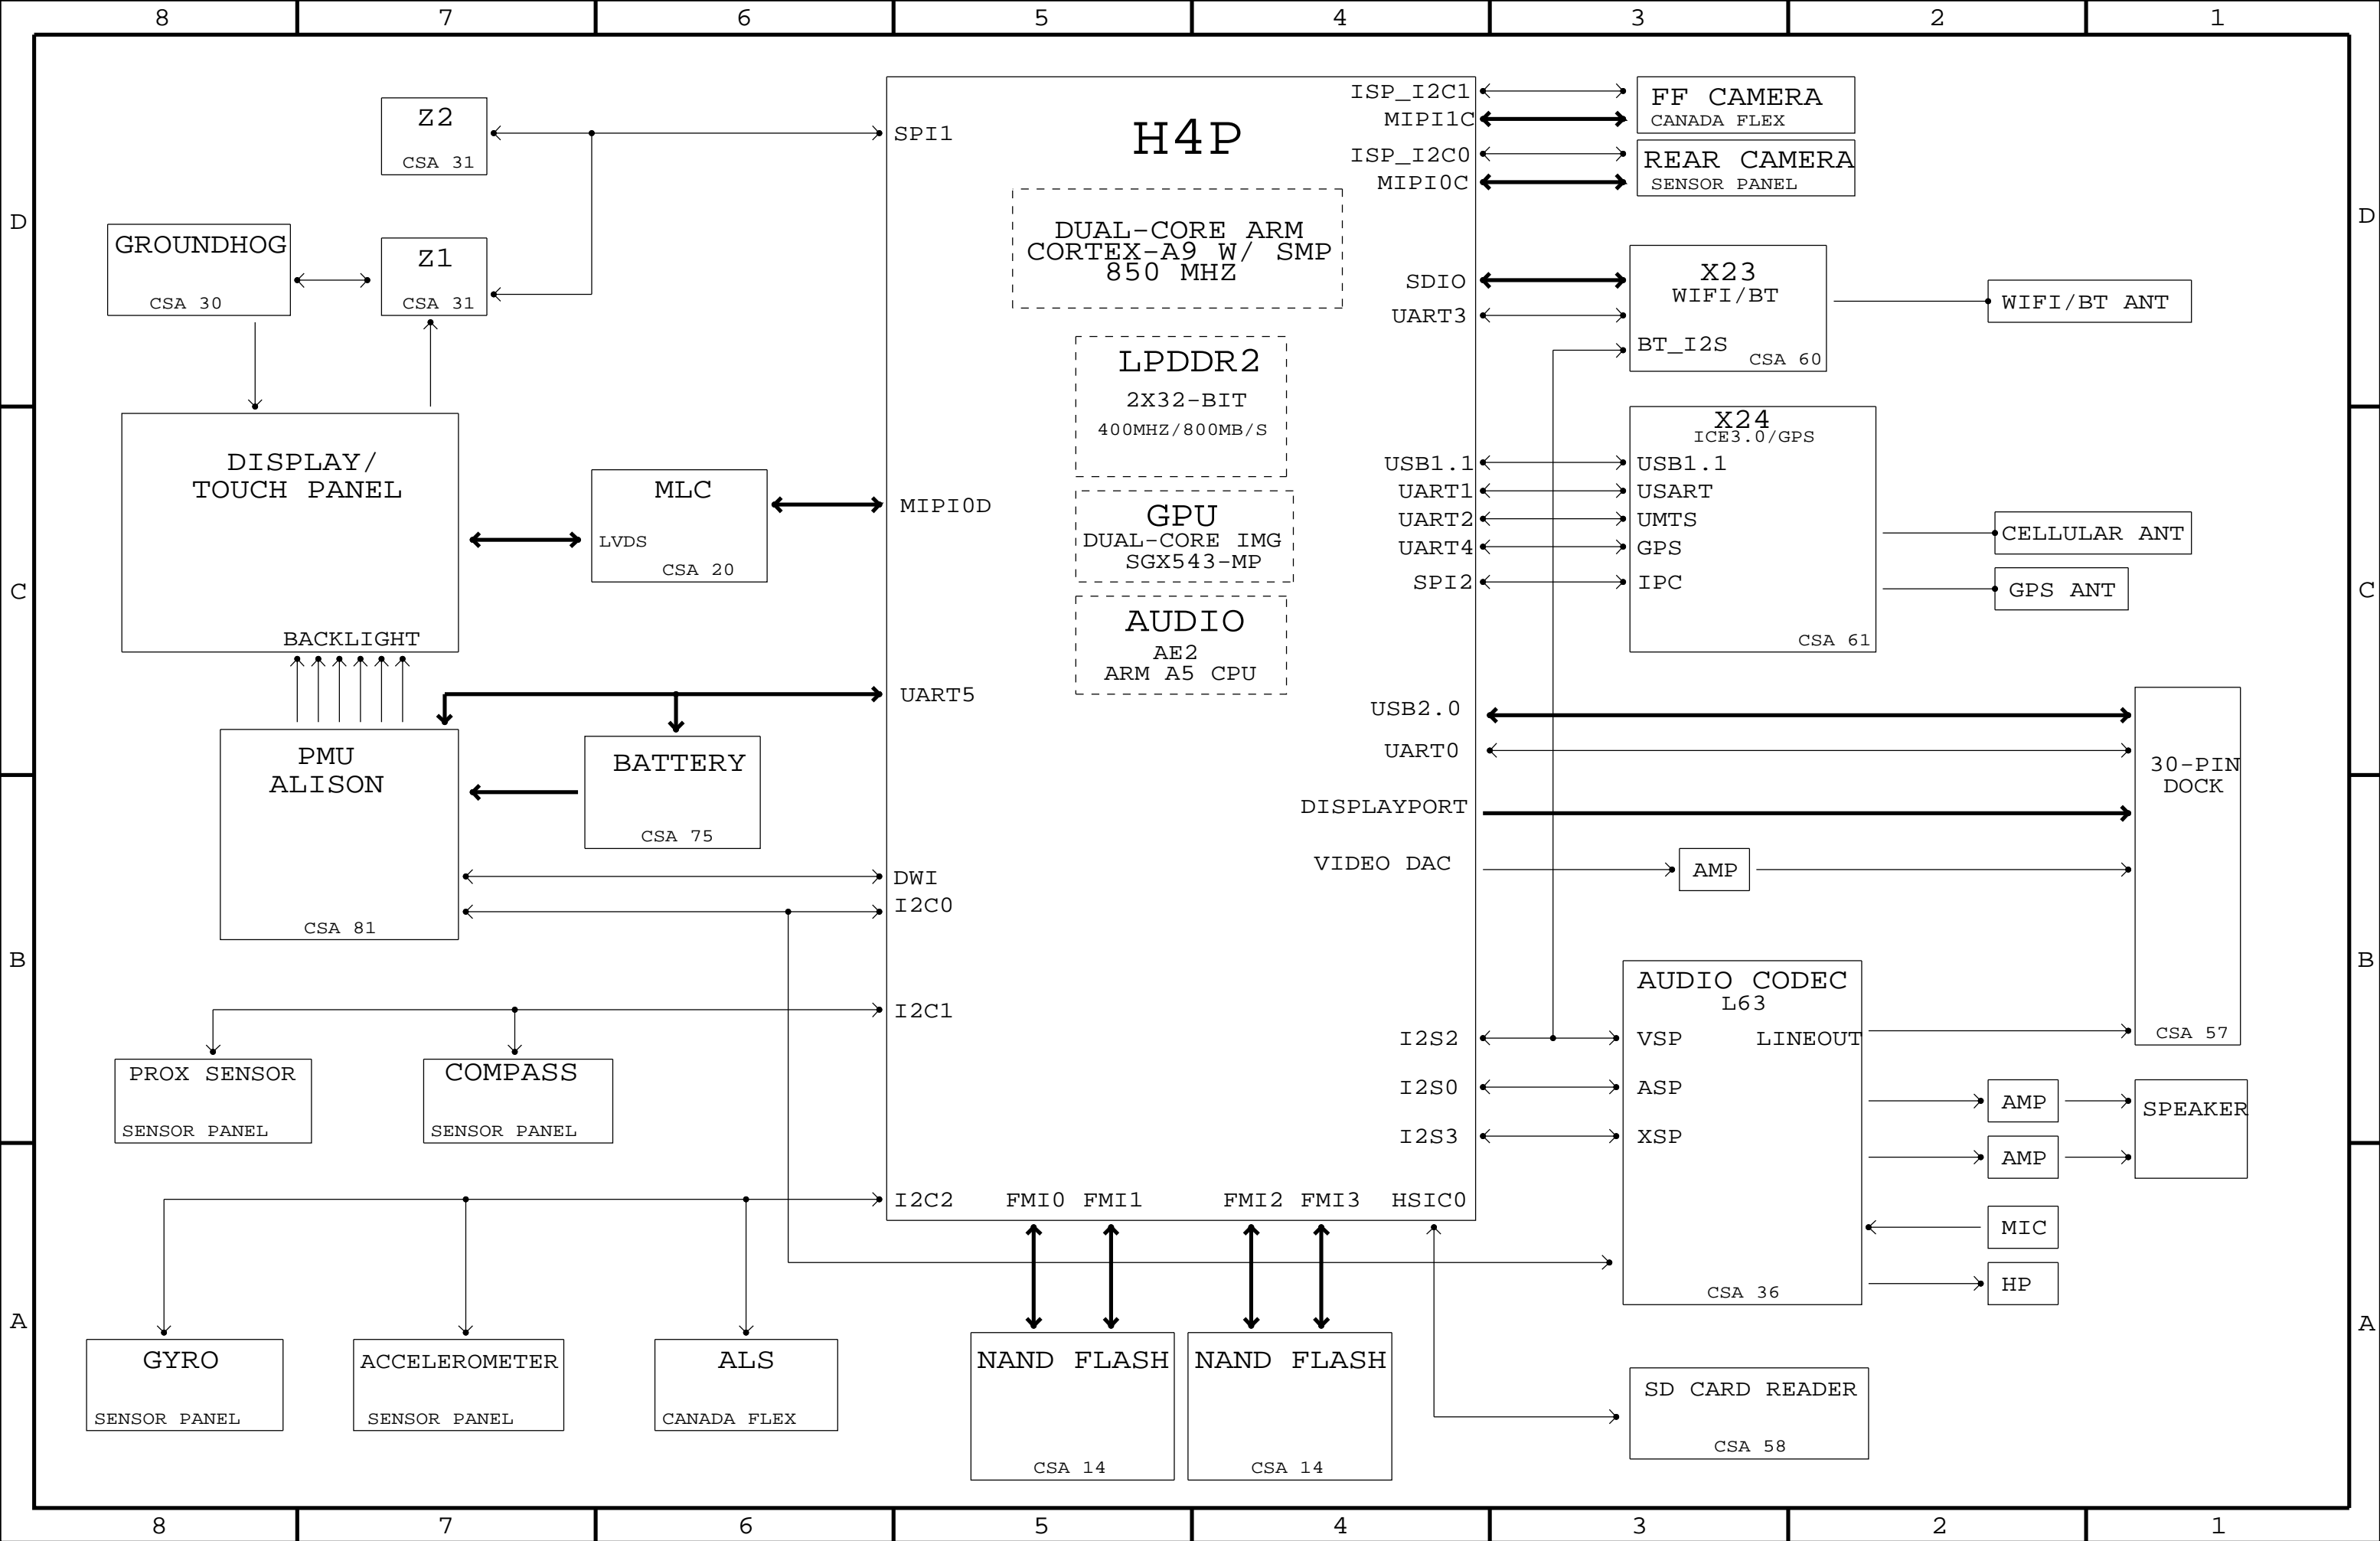 8 7 6 5 4 3 2 1
D
C
B
A
D
C
B
A
Z2
CSA 31
GROUNDHOG
CSA 30
Z1
CSA 31
DISPLAY/
TOUCH PANEL
BACKLIGHT
MLC
LVDS
CSA 20
PMU
ALISON
CSA 81
BATTERY
CSA 75
PROX SENSOR
SENSOR PANEL
COMPASS
SENSOR PANEL
GYRO
SENSOR PANEL
ACCELEROMETER
SENSOR PANEL
ALS
CANADA FLEX
SPI1
MIPI0D
UART5
DWI
I2C0
I2C1
I2C2
H4P
DUAL-CORE ARM
CORTEX-A9 W/ SMP
850 MHZ
LPDDR2
2X32-BIT
400MHZ/800MB/S
GPU
DUAL-CORE IMG
SGX543-MP
AUDIO
AE2
ARM A5 CPU
ISP_I2C1
MIPI1C
ISP_I2C0
MIPI0C
SDIO
UART3
USB1.1
UART1
UART2
UART4
SPI2
USB2.0
UART0
DISPLAYPORT
VIDEO DAC
I2S2
I2S0
I2S3
FMI0 FMI1 FMI2 FMI3 HSIC0
NAND FLASH
CSA 14
NAND FLASH
CSA 14
FF CAMERA
CANADA FLEX
REAR CAMERA
SENSOR PANEL
X23
WIFI/BT
BT_I2S
CSA 60
WIFI/BT ANT
X24
ICE3.0/GPS
USB1.1
USART
UMTS
GPS
IPC
CSA 61
CELLULAR ANT
GPS ANT
30-PIN
DOCK
CSA 57
AMP
AUDIO CODEC
L63
VSP
LINEOUT
ASP
XSP
CSA 36
AMP
AMP
SPEAKER
MIC
HP
SD CARD READER
CSA 58
8 7 6 5 4 3 2 1